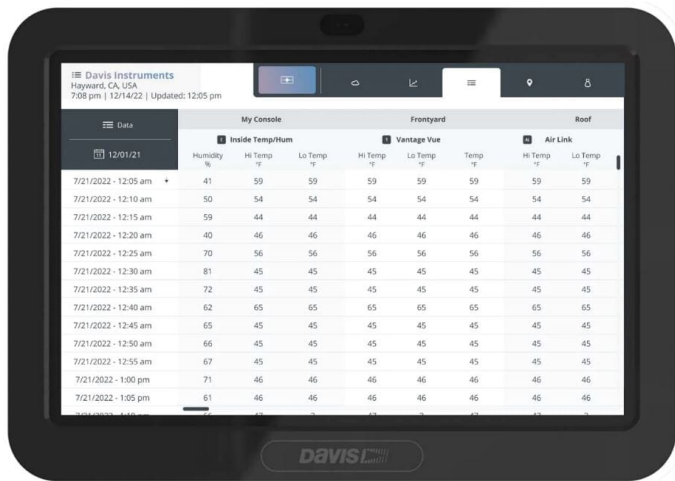 Davis Instruments
Hayward, CA, USA
7:08 pm | 12/14/22 | Updated: 12:05 pm
Data
My Console Frontyard Roof
Inside Temp/Hum Vantage Vue Air Link
12/01/21
Humidity % Hi Temp °F Lo Temp °F Hi Temp °F Lo Temp °F Temp °F Hi Temp °F Lo Temp °F
7/21/2022 - 12:05 am 41 59 59 59 59 59 59 59
7/21/2022 - 12:10 am 50 54 54 54 54 54 54 54
7/21/2022 - 12:15 am 59 44 44 44 44 44 44 44
7/21/2022 - 12:20 am 40 46 46 46 46 46 46 46
7/21/2022 - 12:25 am 70 56 56 56 56 56 56 56
7/21/2022 - 12:30 am 81 45 45 45 45 45 45 45
7/21/2022 - 12:35 am 72 45 45 45 45 45 45 45
7/21/2022 - 12:40 am 62 65 65 65 65 65 65 65
7/21/2022 - 12:45 am 65 45 45 45 45 45 45 45
7/21/2022 - 12:50 am 66 45 45 45 45 45 45 45
7/21/2022 - 12:55 am 67 45 45 45 45 45 45 45
7/21/2022 - 1:00 pm 71 46 46 46 46 46 46 46
7/21/2022 - 1:05 pm 61 46 46 46 46 46 46 46
DAVIS